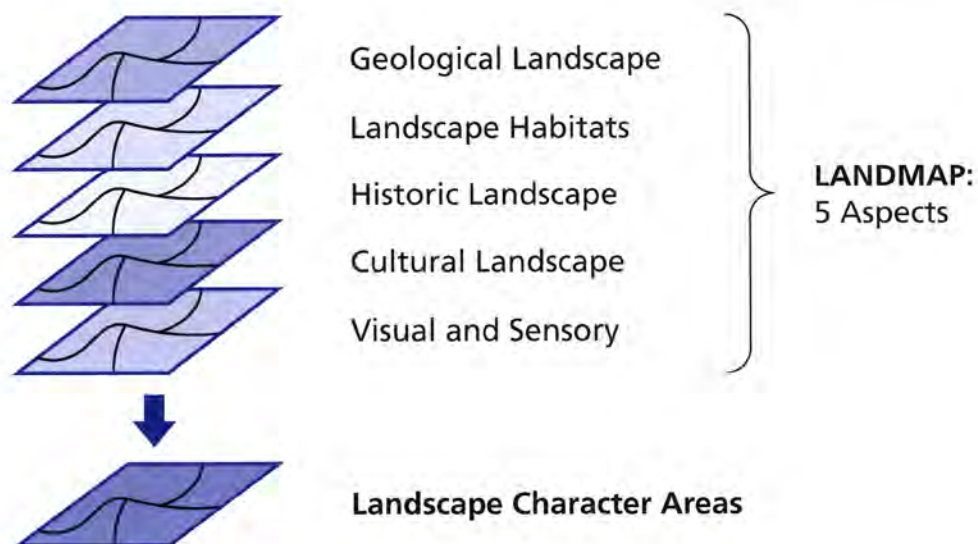 Geological Landscape
Landscape Habitats
Historic Landscape
Cultural Landscape
Visual and Sensory
LANDMAP:
5 Aspects
Landscape Character Areas